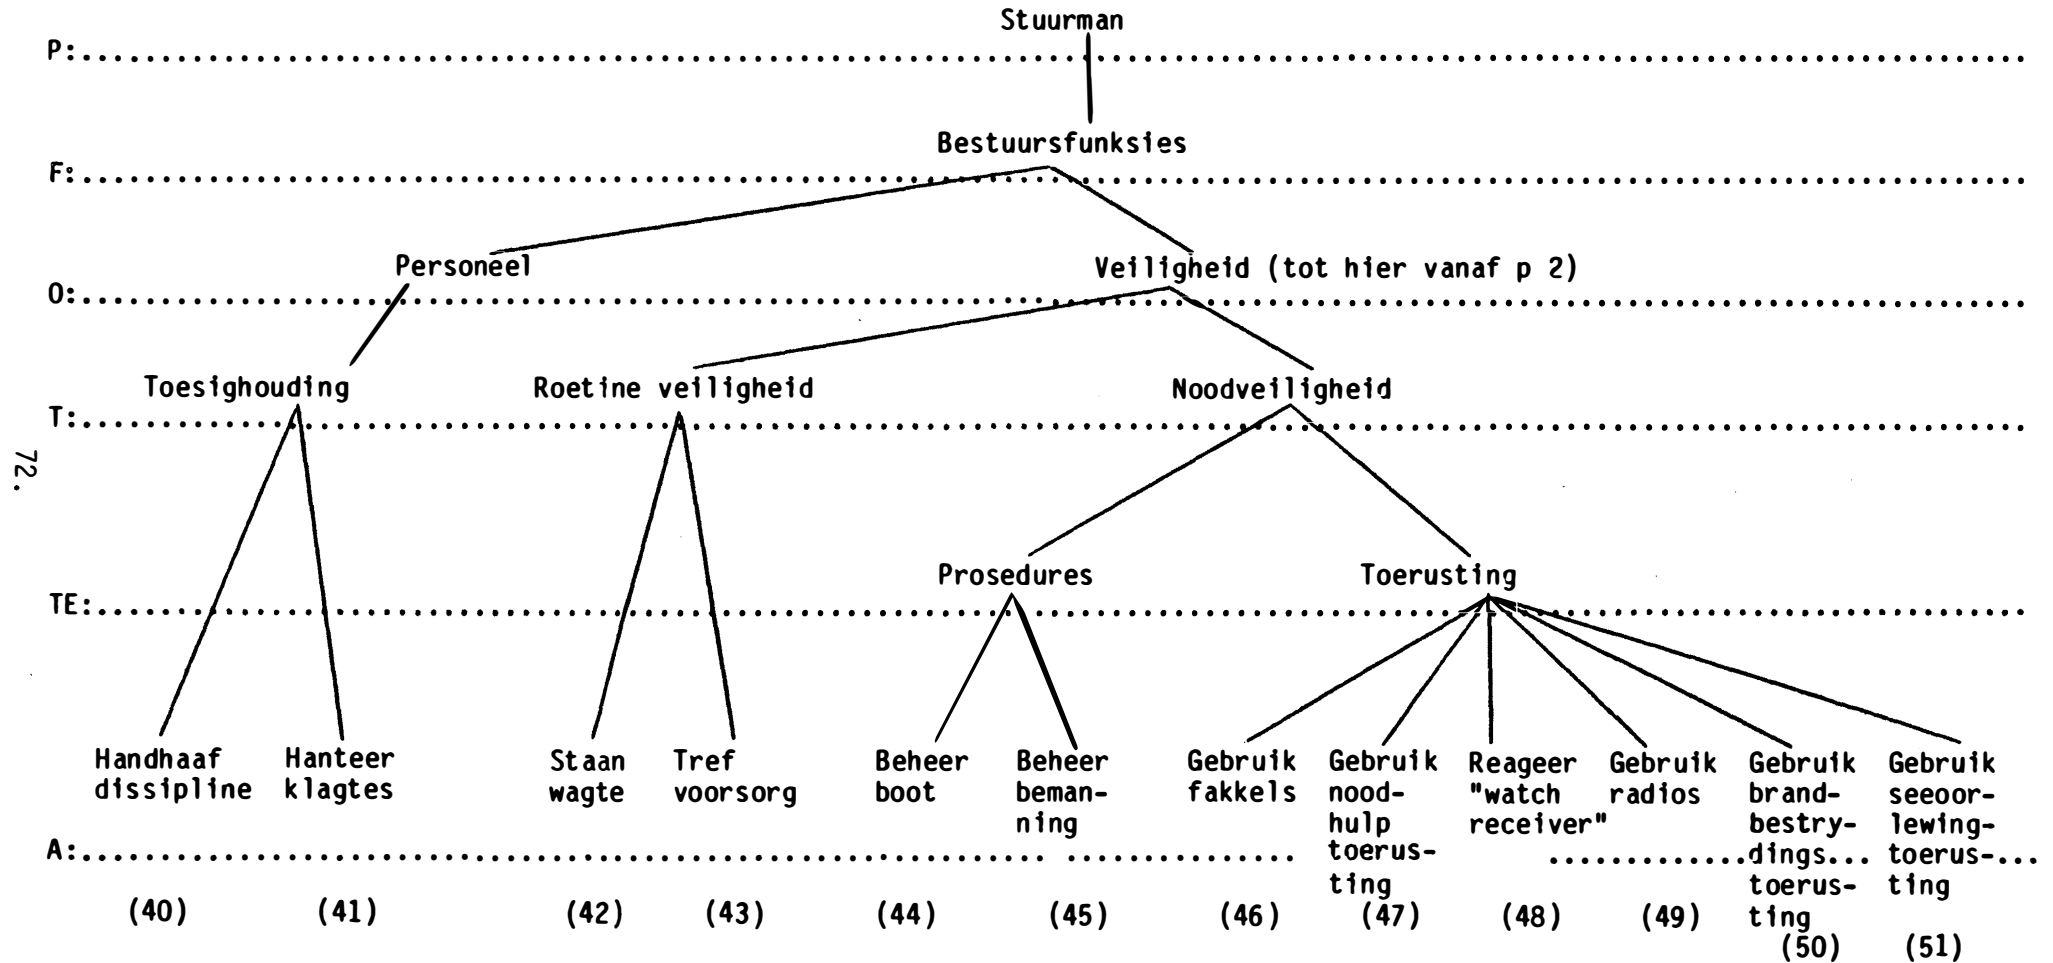 Stuurman
P:
Bestuursfunksies
F:
Personeel
Veiligheid (tot hier vanaf p 2)
O:
Toesighouding
Roetine veiligheid
Noodveiligheid
T:
72.
Prosedures
Toerusting
TE:
Handhaaf
dissipline
Hanteer
klagtes
Staan
wagte
Tref
voorsorg
Beheer
boot
Beheer
beman-
ning
Gebruik
fakkels
Gebruik
nood-
hulp
toerus-
ting
Reageer
"watch
receiver"
Gebruik
radios
Gebruik
brand-
bestry-
dings
toerus-
ting
Gebruik
seeoor-
lewing-
toerus-
ting
A:
(40) (41) (42) (43) (44) (45) (46) (47) (48) (49)
(50) (51)